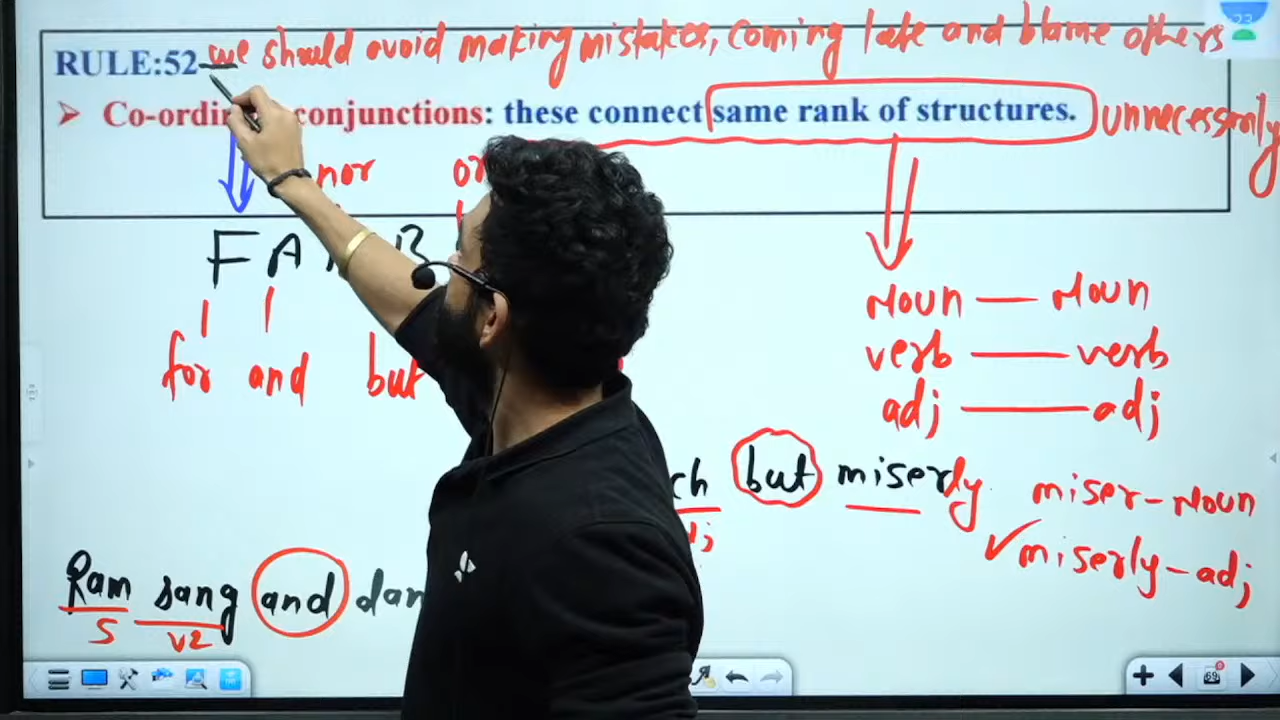 we should avoid making mistakes, coming late and blame others
RULE:52
unnecessarily
➤ conjunctions: these connect same rank of structures.
nor or
F A B
for and but
Noun — Noun
verb — verb
adj — adj
but miserly
miser-Noun
✓miserly-adj
Ram sang and
S V2
69